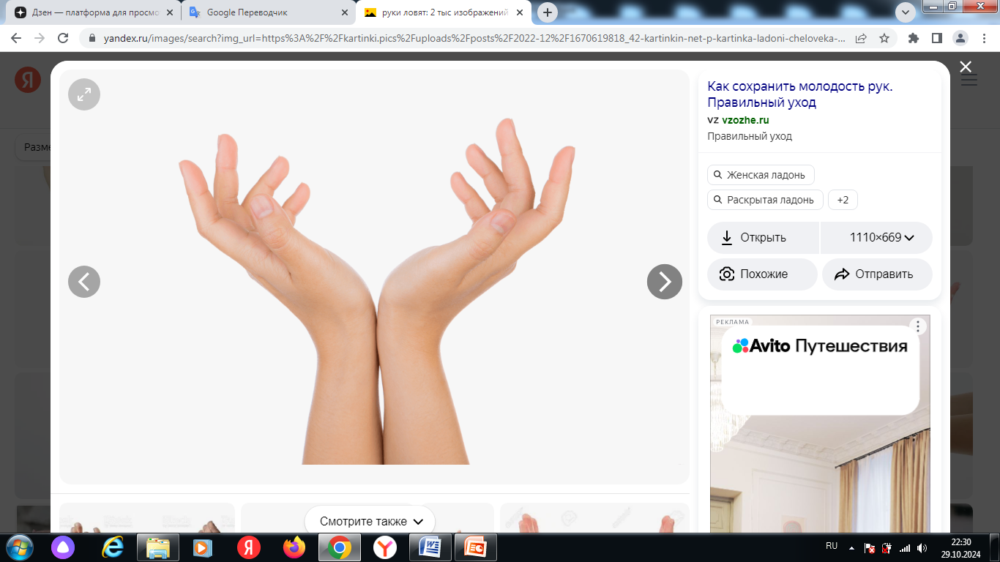 Дзен — платформа для просмо
Google Переводчик
руки ловят: 2 тыс изображений
yandex.ru/images/search?img_url=https%3A%2F%2Fkartinki.pics%2Fuploads%2Fposts%2F2022-12%2F1670619818_42-kartinkin-net-p-kartinka-ladoni-cheloveka-...
Я
Разме
Как сохранить молодость рук.
Правильный уход
VZ vzozhe.ru
Правильный уход
Женская ладонь
Раскрытая ладонь
+2
Открыть
1110×669
Похожие
Отправить
РЕКЛАМА
Avito Путешествия
Смотрите также
RU
22:30
29.10.2024